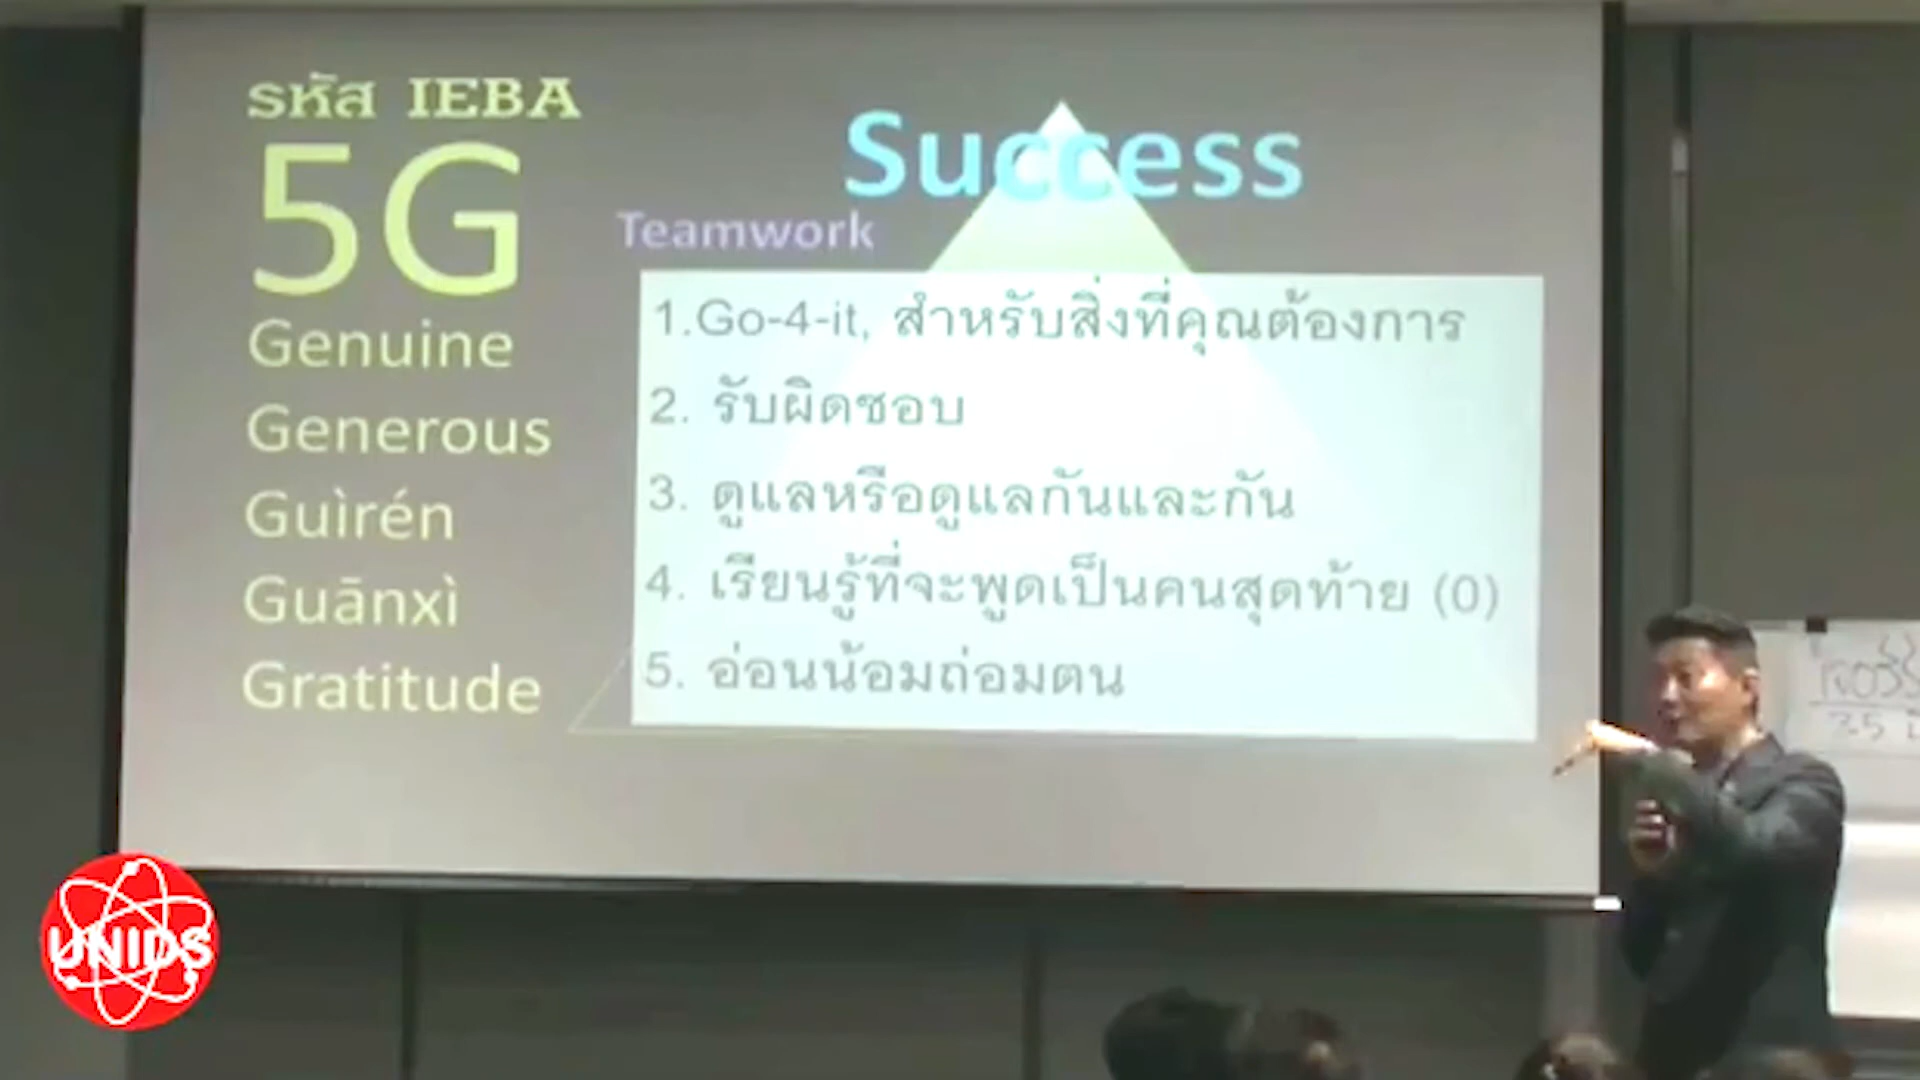 รหัส IEBA
5G
Genuine
Generous
Guìrén
Guānxì
Gratitude
Success
Teamwork
1.Go-4-it, สำหรับสิ่งที่คุณต้องการ
2. รับผิดชอบ
3. ดูแลหรือดูแลกันและกัน
4. เรียนรู้ที่จะพูดเป็นคนสุดท้าย (0)
5. อ่อนน้อมถ่อมตน
35
UNIDS